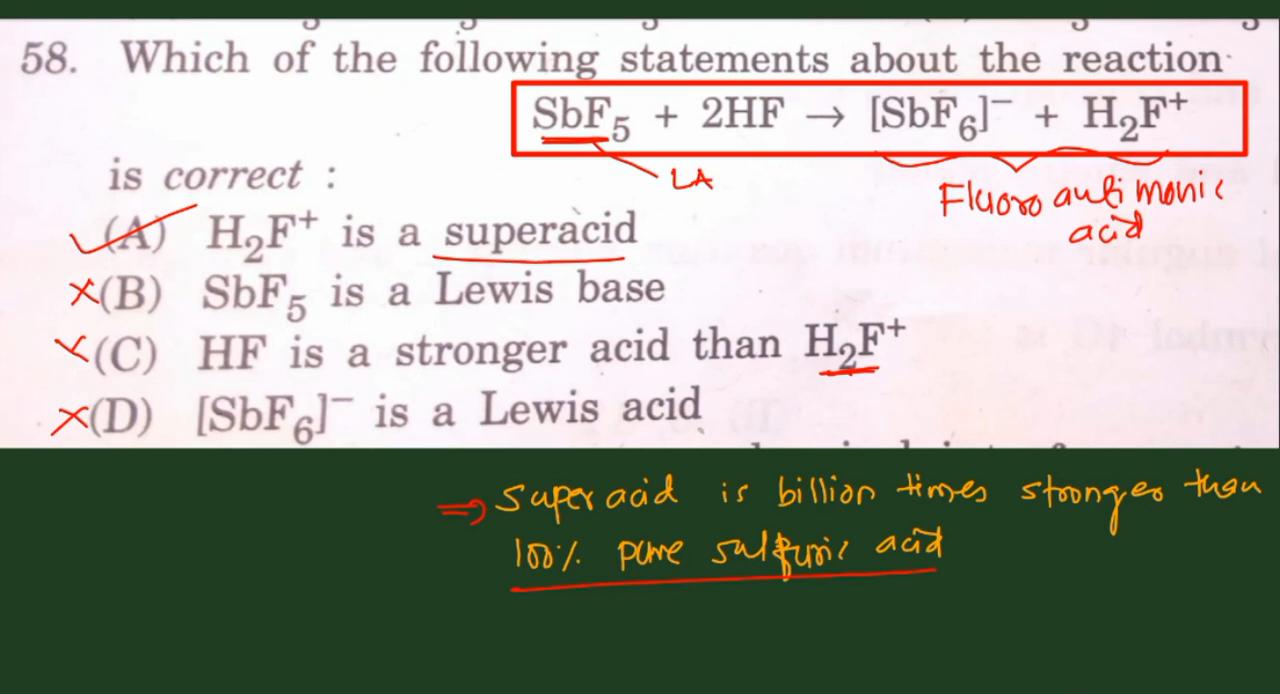 58. Which of the following statements about the reaction
SbF₅ + 2HF → [SbF₆]⁻ + H₂F⁺
is correct :
LA
Fluoro antimonic
acid
(A) H₂F⁺ is a superacid
(B) SbF₅ is a Lewis base
(C) HF is a stronger acid than H₂F⁺
(D) [SbF₆]⁻ is a Lewis acid
⇒ Superacid is billion times stronger than
100% pure sulfuric acid